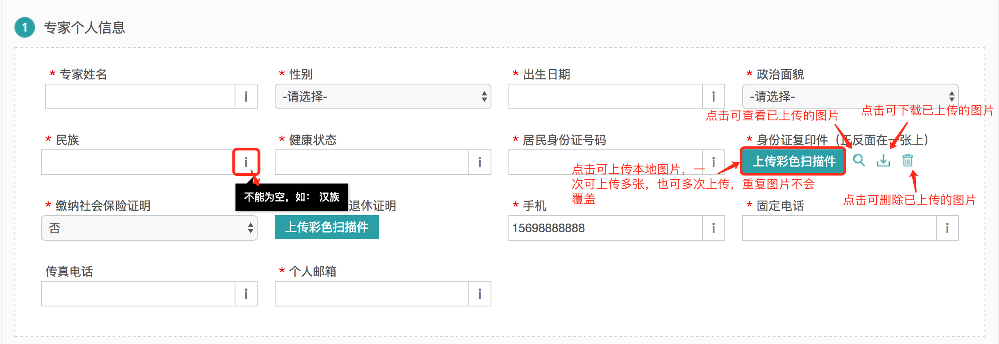 1 专家个人信息
* 专家姓名
* 性别
* 出生日期
* 政治面貌
i
-请选择-
i
-请选择-
点击可查看已上传的图片
点击可下载已上传的图片
* 民族
* 健康状态
* 居民身份证号码
* 身份证复印件（正反面在一张上）
i
i
i
上传彩色扫描件
点击可上传本地图片，一
次可上传多张，也可多次上传，重复图片不会
覆盖
点击可删除已上传的图片
不能为空，如： 汉族
* 缴纳社会保险证明
退休证明
* 手机
* 固定电话
否
上传彩色扫描件
15698888888
i
i
传真电话
* 个人邮箱
i
i